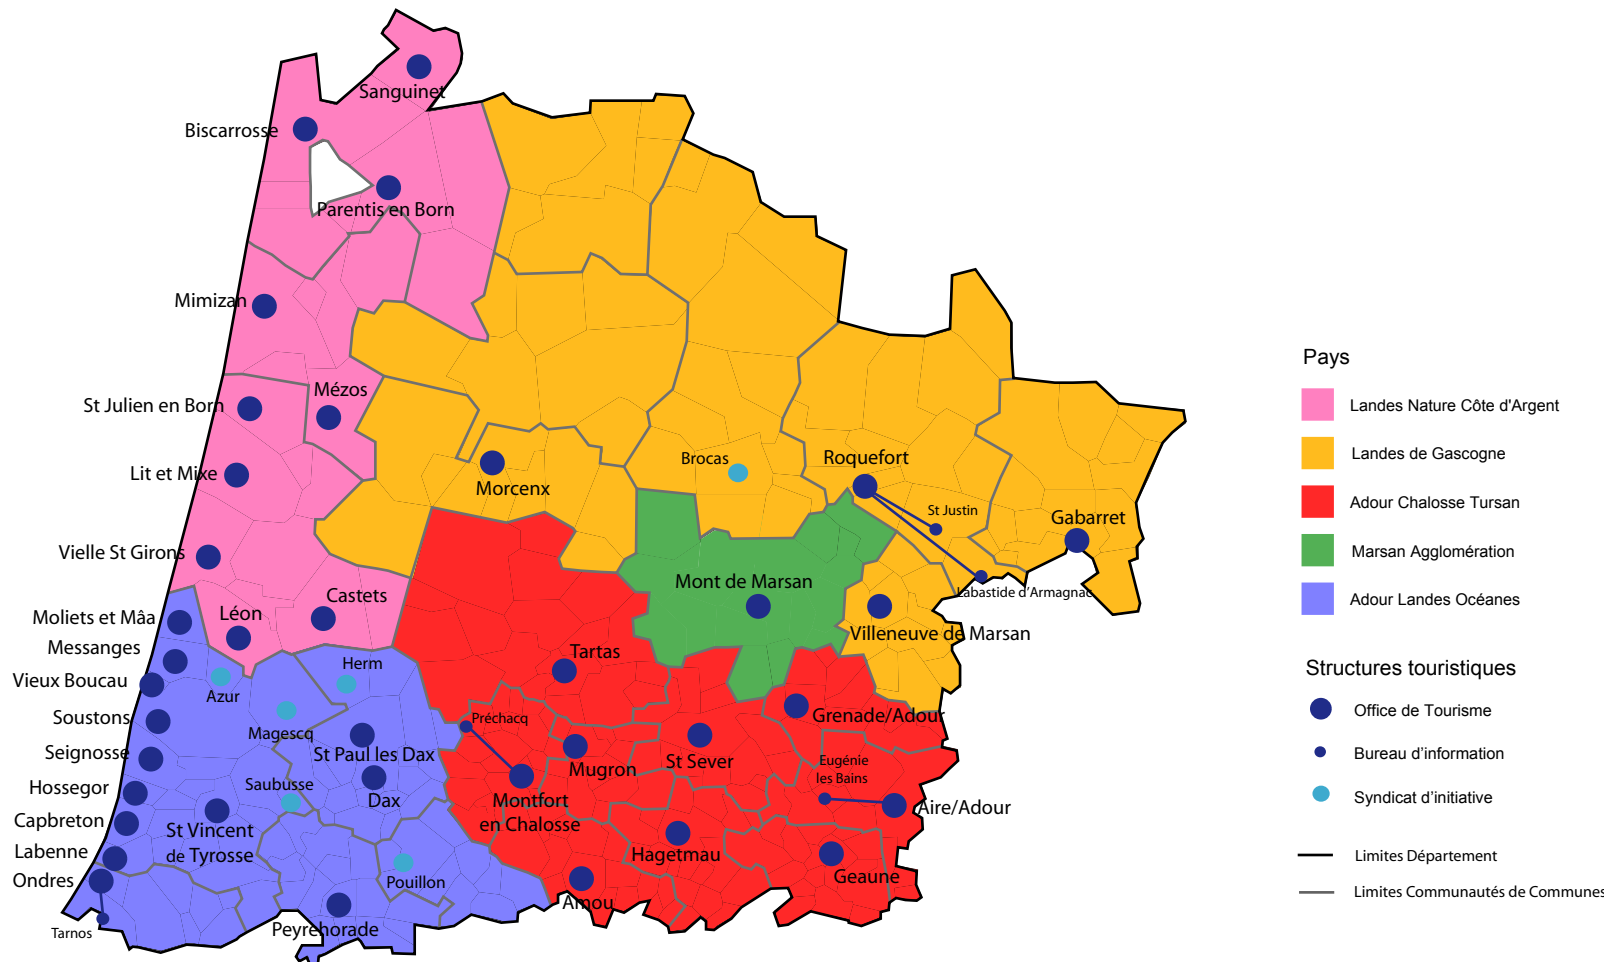 Sanguinet
Biscarrosse
Parentis en Born
Mimizan
Mézos
St Julien en Born
Lit et Mixe
Morcenx
Brocas
Roquefort
St Justin
Gabarret
Vielle St Girons
Mont de Marsan
Labastide d’Armagnac
Castets
Léon
Moliets et Mâa
Villeneuve de Marsan
Messanges
Tartas
Herm
Vieux Boucau
Azur
Soustons
Préchacq
Grenade/Adour
Magescq
Seignosse
St Paul les Dax
Mugron
St Sever
Eugénie
les Bains
Hossegor
Saubusse
Dax
Montfort
en Chalosse
Aire/Adour
Capbreton
St Vincent
de Tyrosse
Labenne
Hagetmau
Ondres
Pouillon
Geaune
Amou
Tarnos
Peyrehorade
Pays
Landes Nature Côte d'Argent
Landes de Gascogne
Adour Chalosse Tursan
Marsan Agglomération
Adour Landes Océanes
Structures touristiques
Office de Tourisme
Bureau d’information
Syndicat d’initiative
Limites Département
Limites Communautés de Communes